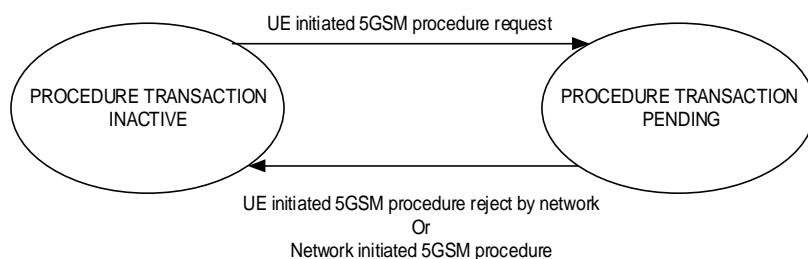 UE initiated 5GSM procedure request
PROCEDURE TRANSACTION
INACTIVE
PROCEDURE TRANSACTION
PENDING
UE initiated 5GSM procedure reject by network
Or
Network initiated 5GSM procedure